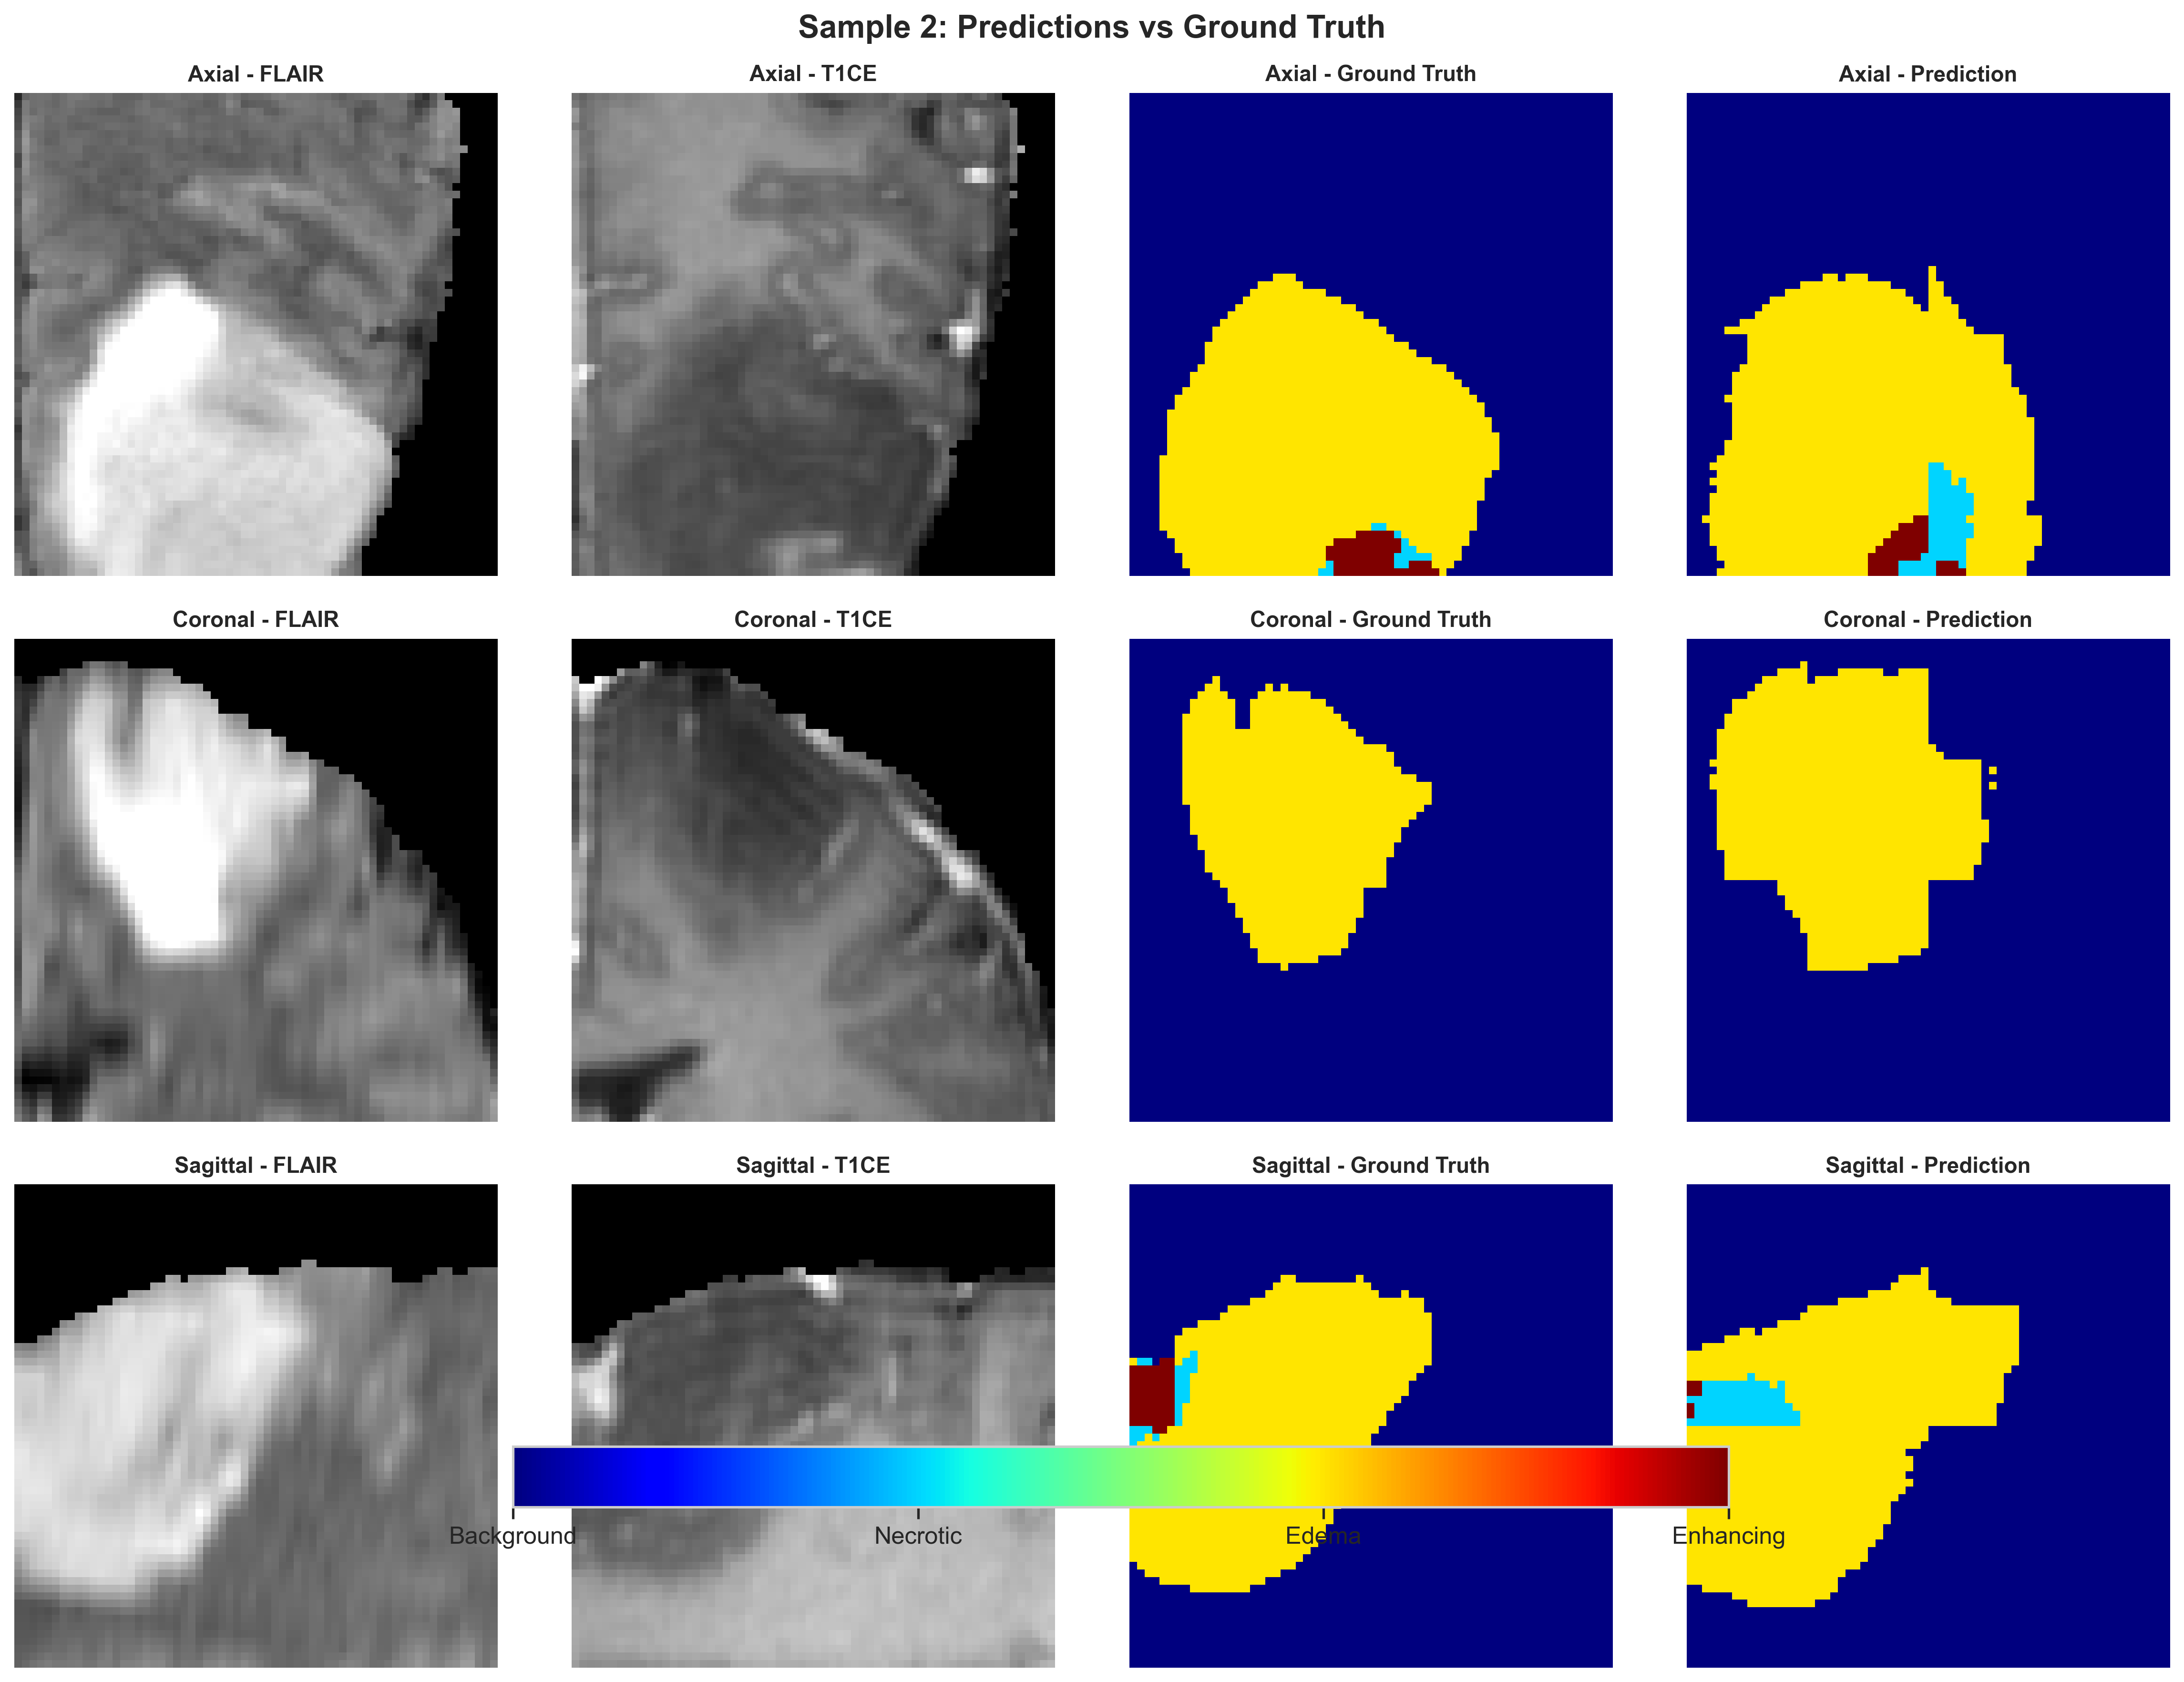 Sample 2: Predictions vs Ground Truth
Axial - FLAIR
Axial - T1CE
Axial - Ground Truth
Axial - Prediction
Coronal - FLAIR
Coronal - T1CE
Coronal - Ground Truth
Coronal - Prediction
Sagittal - FLAIR
Sagittal - T1CE
Sagittal - Ground Truth
Sagittal - Prediction
Background
Necrotic
Edema
Enhancing